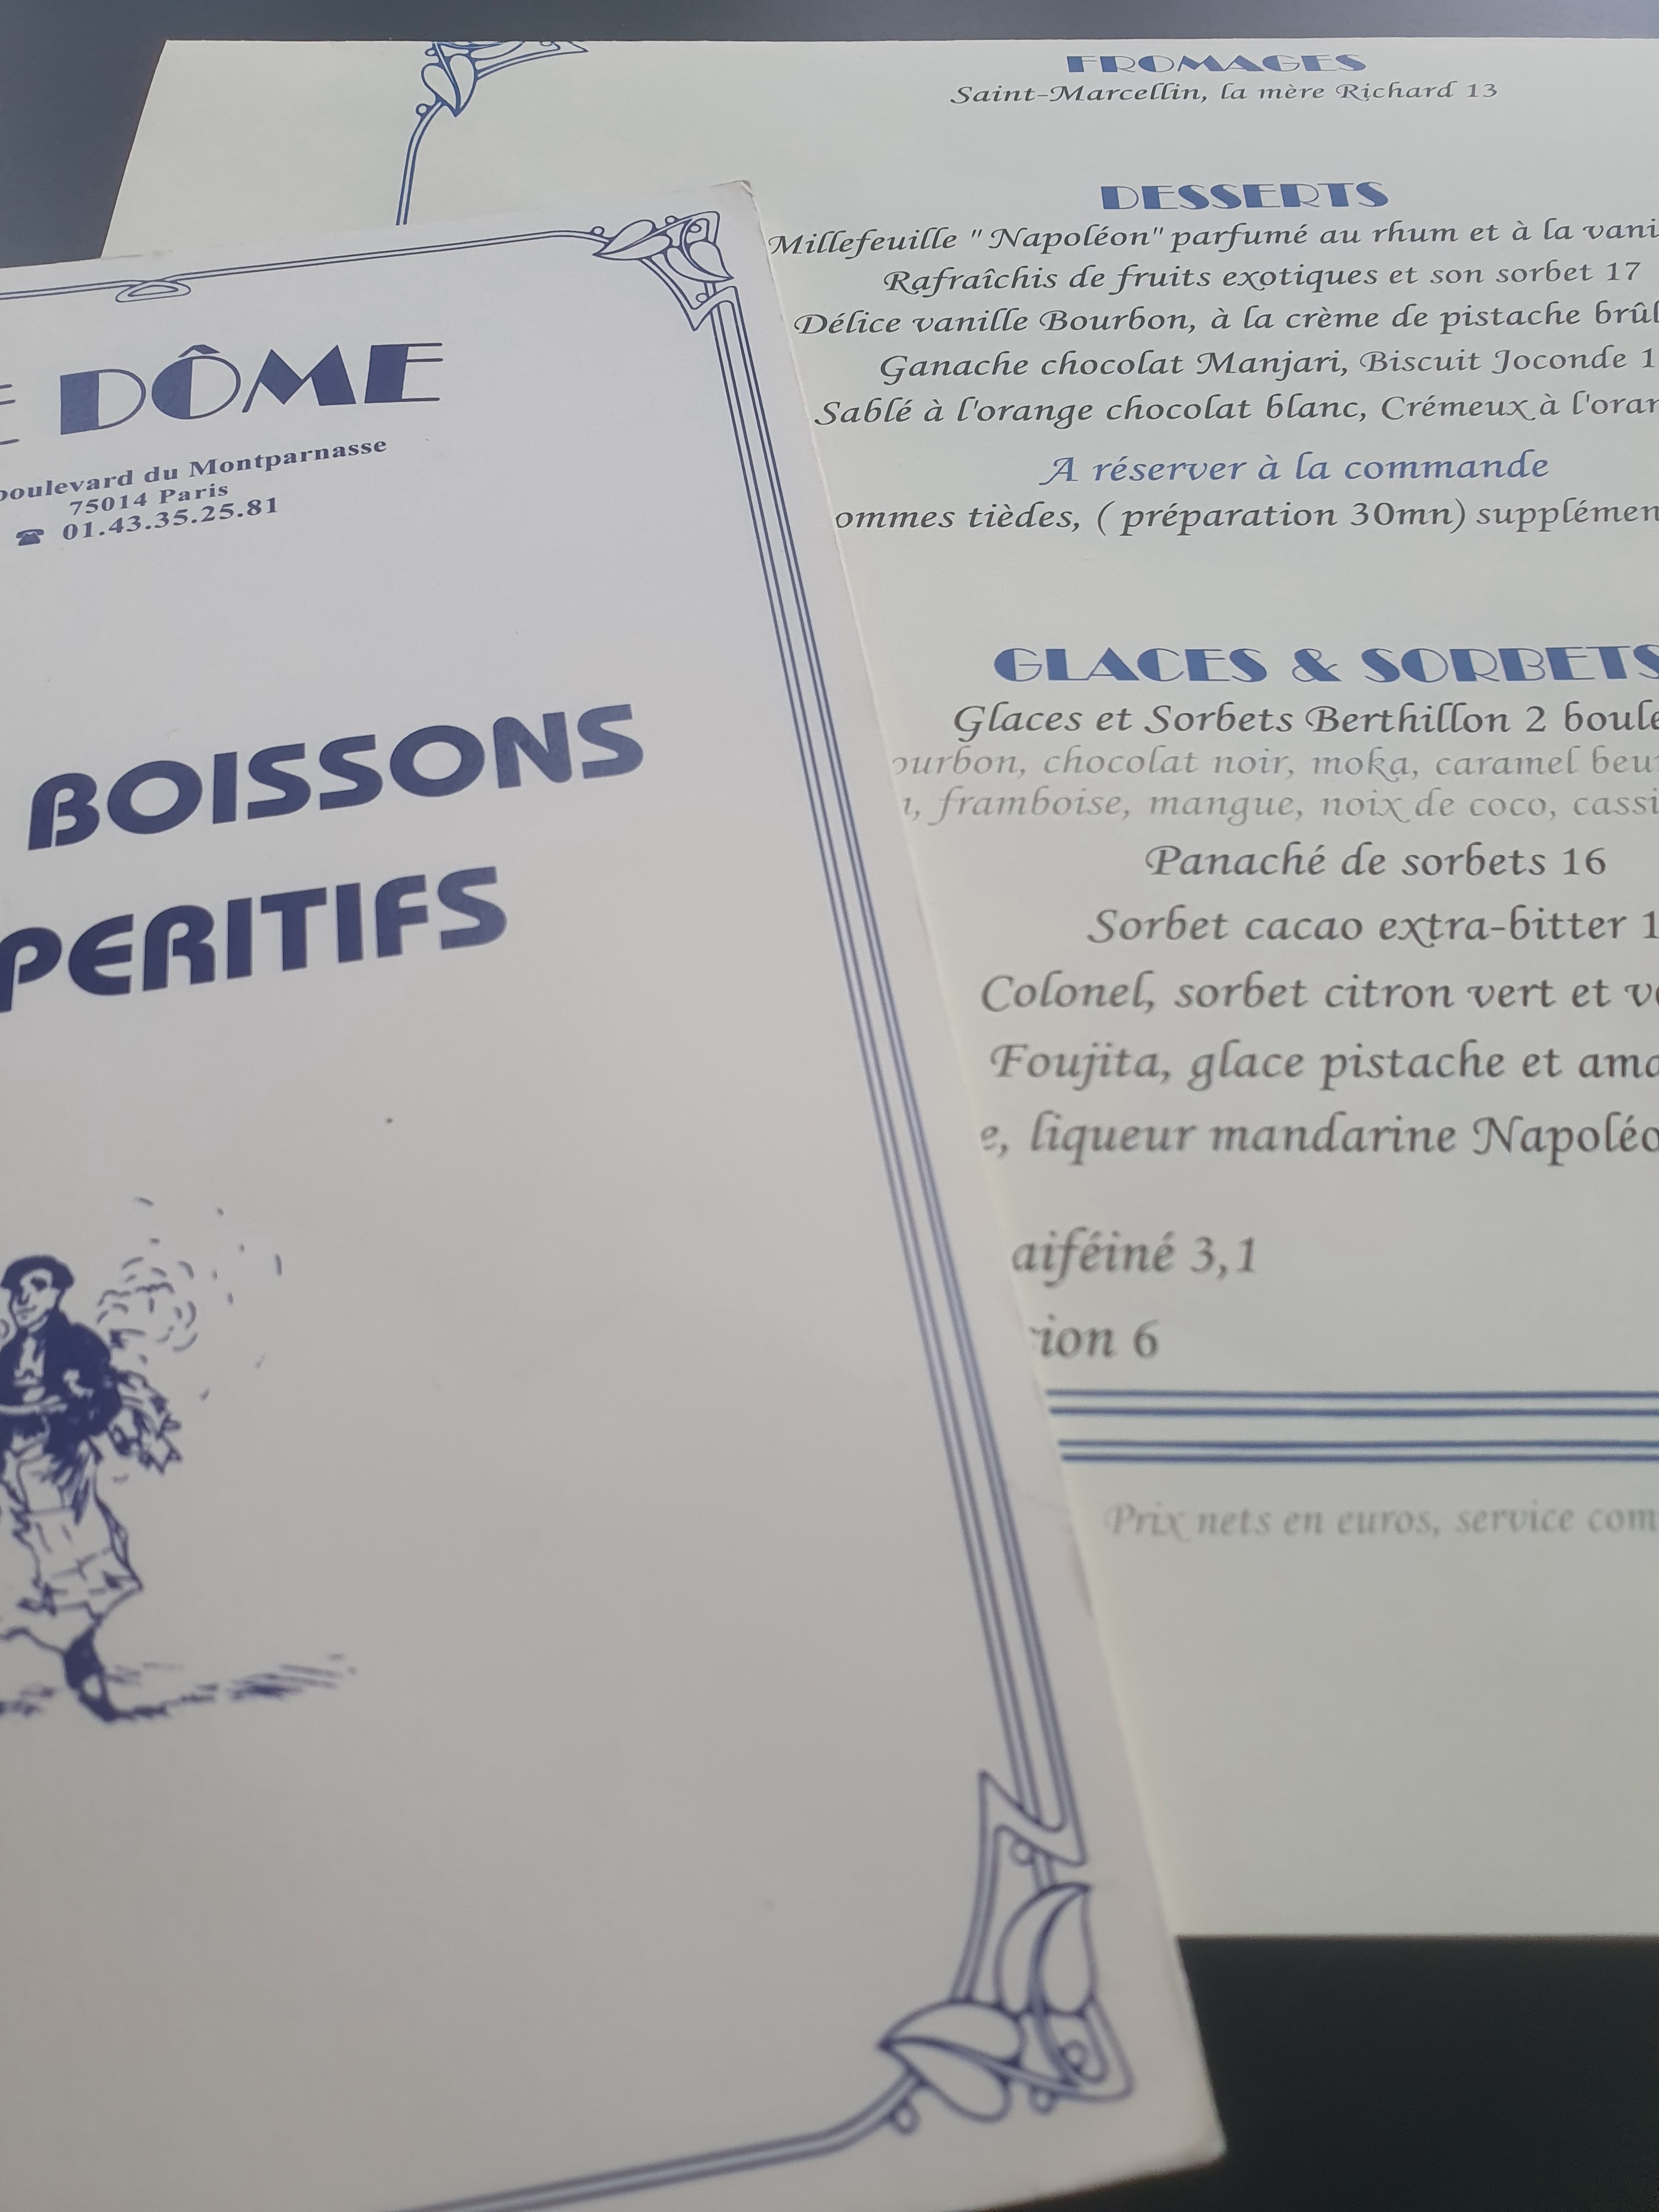 DÔME
boulevard du Montparnasse
75014 Paris
☎ 01.43.35.25.81
BOISSONS
PERITIFS
FROMAGES
Saint-Marcellin, la mère Richard 13
DESSERTS
Millefeuille "Napoléon" parfumé au rhum et à la vani
Rafraîchis de fruits exotiques et son sorbet 17
Délice vanille Bourbon, à la crème de pistache brûl
Ganache chocolat Manjari, Biscuit Joconde 1
Sablé à l'orange chocolat blanc, Crémeux à l'oran
A réserver à la commande
ommes tièdes, ( préparation 30mn) supplémen
GLACES & SORBETS
Glaces et Sorbets Berthillon 2 boule
ourbon, chocolat noir, moka, caramel beu
, framboise, mangue, noix de coco, cassi
Panaché de sorbets 16
Sorbet cacao extra-bitter 1
Colonel, sorbet citron vert et vo
Foujita, glace pistache et ama
e, liqueur mandarine Napoléo
aiféiné 3,1
ion 6
Prix nets en euros, service com